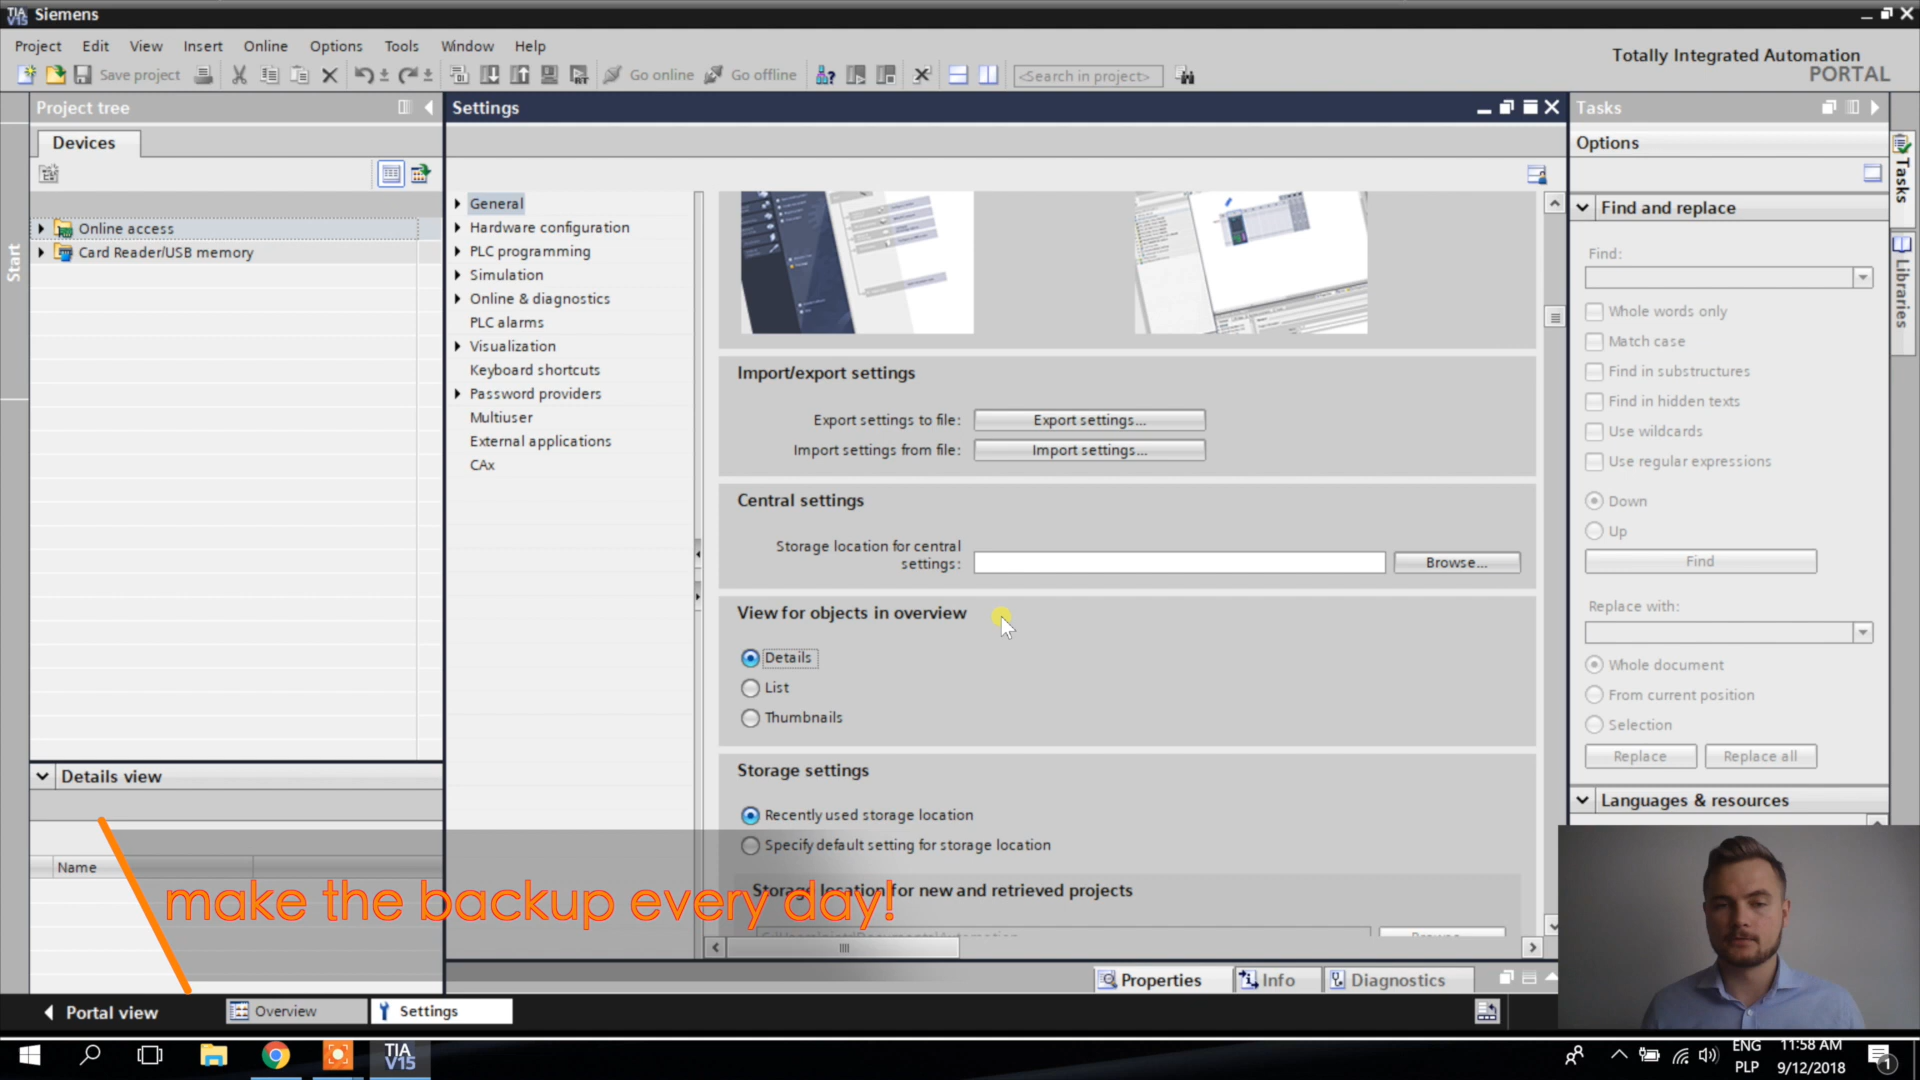 TIA V15 Siemens
Project Edit View Insert Online Options Tools Window Help
Totally Integrated Automation
PORTAL
Save project Go online Go offline <Search in project>
Project tree
Devices
Start
Online access
Card Reader/USB memory
Details view
Name
Settings
General
Hardware configuration
PLC programming
Simulation
Online & diagnostics
PLC alarms
Visualization
Keyboard shortcuts
Password providers
Multiuser
External applications
CAx
Import/export settings
Export settings to file: Export settings...
Import settings from file: Import settings...
Central settings
Storage location for central
settings: Browse...
View for objects in overview
Details
List
Thumbnails
Storage settings
Recently used storage location
Specify default setting for storage location
Storage location for new and retrieved projects
make the backup every day!
Properties Info Diagnostics
Tasks
Options
Find and replace
Find:
Whole words only
Match case
Find in substructures
Find in hidden texts
Use wildcards
Use regular expressions
Down
Up
Find
Replace with:
Whole document
From current position
Selection
Replace Replace all
Languages & resources
Tasks
Libraries
Portal view Overview Settings
TIA
V15
ENG
PLP
11:58 AM
9/12/2018
1